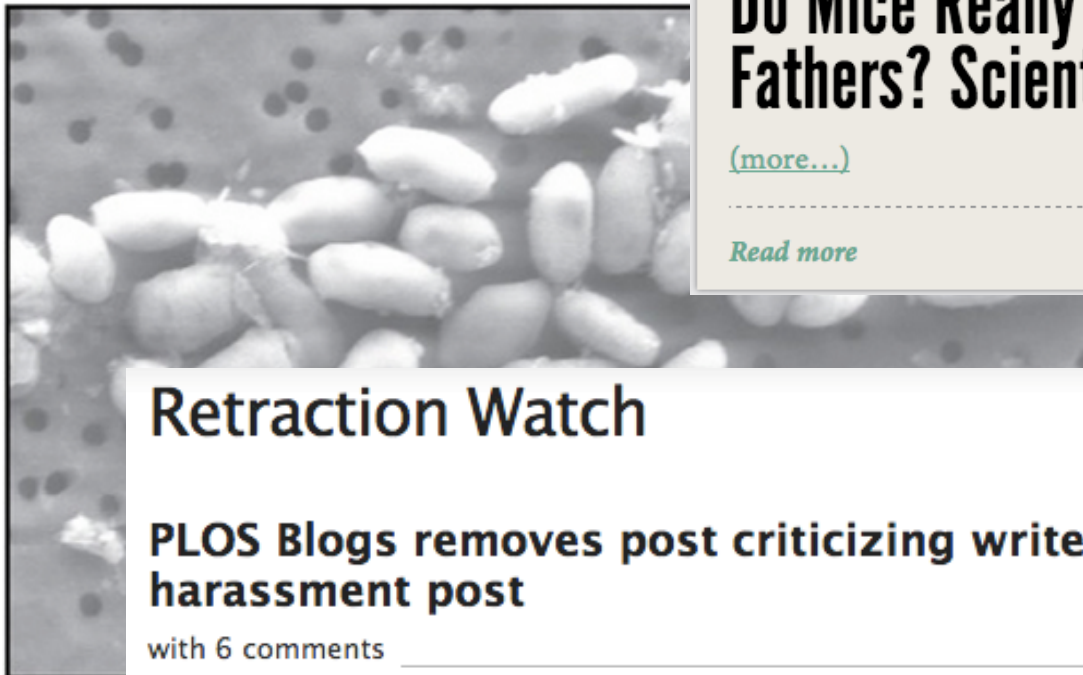 Do Mice Really
Fathers? Scient
(more...)
Read more
Retraction Watch
PLOS Blogs removes post criticizing write
harassment post
with 6 comments